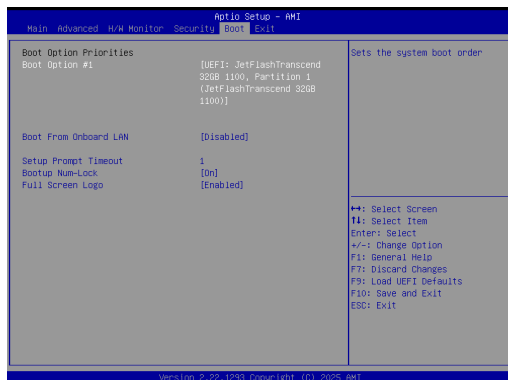 Aptio Setup - AMI
Main Advanced H/W Monitor Security Boot Exit
Boot Option Priorities
Boot Option #1 [UEFI: JetFlashTranscend
32GB 1100, Partition 1
(JetFlashTranscend 32GB
1100)]
Boot From Onboard LAN [Disabled]
Setup Prompt Timeout 1
Bootup Num-Lock [On]
Full Screen Logo [Enabled]
Sets the system boot order
↔: Select Screen
↑↓: Select Item
Enter: Select
+/-: Change Option
F1: General Help
F7: Discard Changes
F9: Load UEFI Defaults
F10: Save and Exit
ESC: Exit
Version 2.22.1293 Copyright (C) 2025 AMI